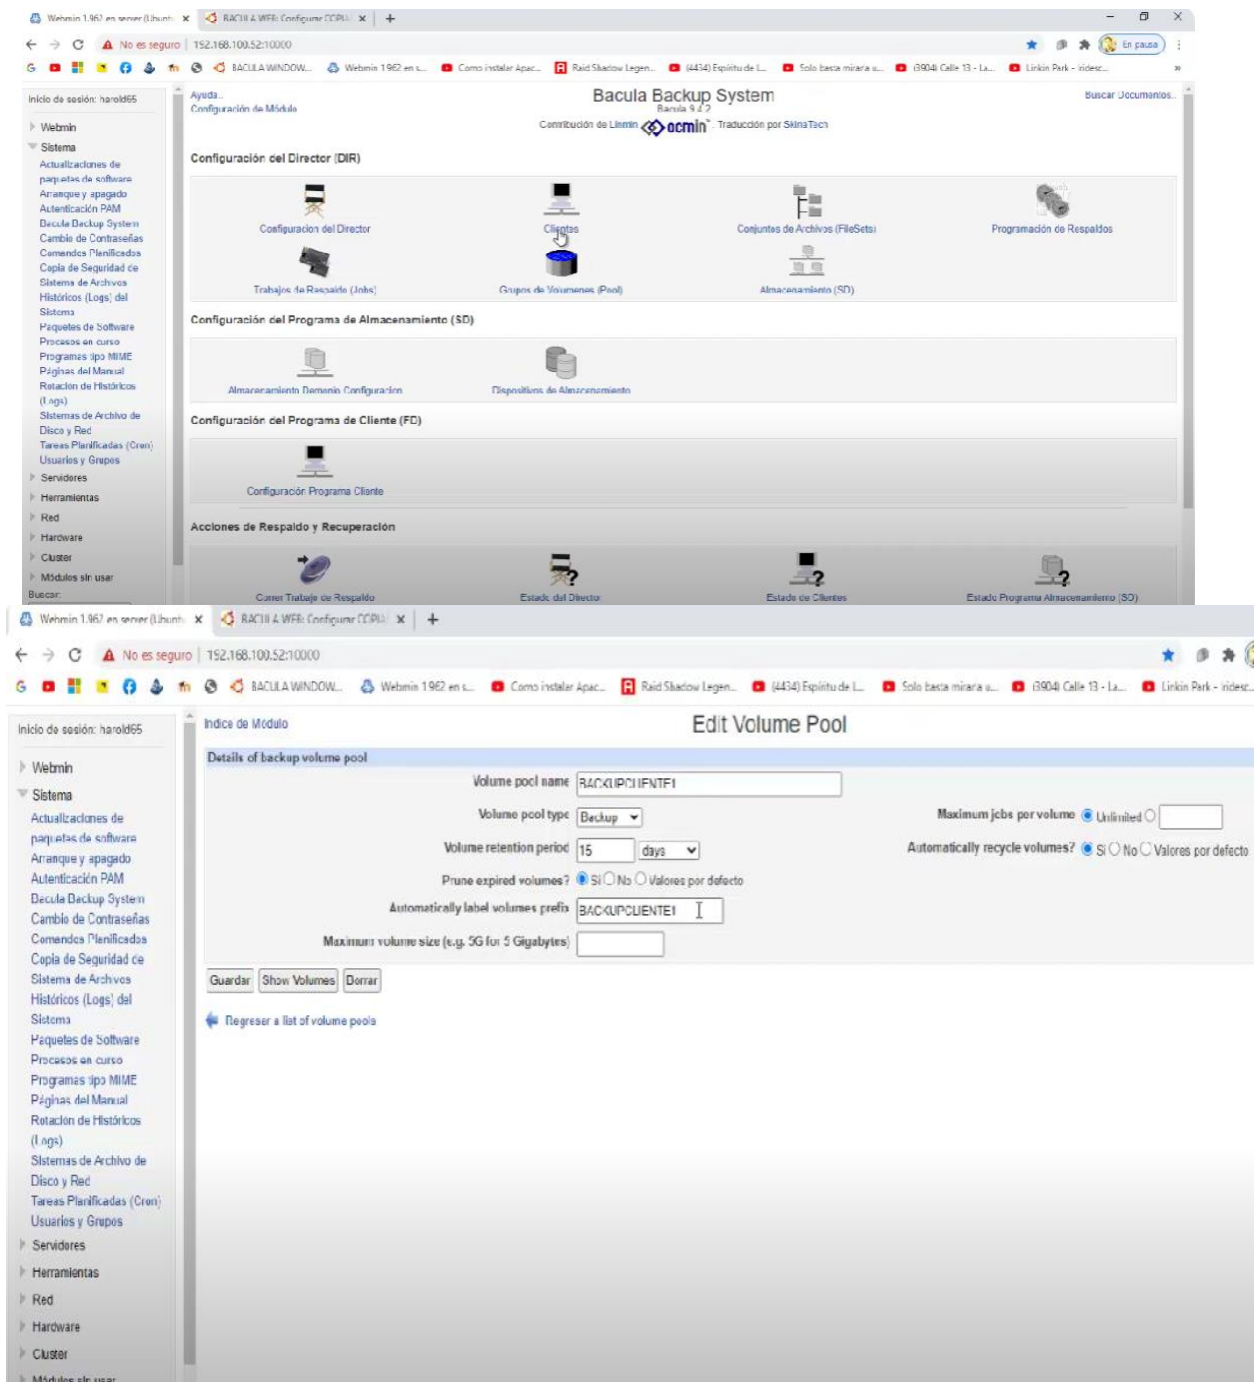 Webmin 1.962 en server (Ubunt
BACULA WEB: Configurar COPIA
No es seguro | 192.168.100.52:10000
En pausa
BACULA WINDOW...
Webmin 1 962 en s...
Como instalar Apac...
Raid Shadow Legen...
(4434) Espíritu de L...
Solo basta mirar a u...
(3904) Calle 13 - La...
Linkin Park - iridesc...
Inicio de sesión: harold65
Webmin
Sistema
Actualizaciones de
paquetes de software
Arranque y apagado
Autenticación PAM
Bacula Backup System
Cambio de Contraseñas
Comandos Planificados
Copia de Seguridad de
Sistema de Archivos
Históricos (Logs) del
Sistema
Paquetes de Software
Procesos en curso
Programas tipo MIME
Páginas del Manual
Rotación de Históricos
(Logs)
Sistemas de Archivo de
Disco y Red
Tareas Planificadas (Cron)
Usuarios y Grupos
Servidores
Herramientas
Red
Hardware
Cluster
Módulos sin usar
Buscar:
Ayuda..
Configuración de Módulo
Bacula Backup System
Bacula 9.4.2
Buscar Documentos..
Contribución de Linmin ocmin™. Traducción por SkinaTech
Configuración del Director (DIR)
Configuracion del Director
Clientes
Conjuntos de Archivos (FileSets)
Programación de Respaldos
Trabajos de Respaldo (Jobs)
Grupos de Volumenes (Pool)
Almacenamiento (SD)
Configuración del Programa de Almacenamiento (SD)
Almacenamiento Demonio Configuracion
Dispositivos de Almacenamiento
Configuración del Programa de Cliente (FD)
Configuración Programa Cliente
Acciones de Respaldo y Recuperación
Correr Trabajo de Respaldo
Estado del Director
Estado de Clientes
Estado Programa Almacenamiento (SD)
Webmin 1.962 en server (Ubunt
BACULA WEB: Configurar COPIA
No es seguro | 192.168.100.52:10000
BACULA WINDOW...
Webmin 1 962 en s...
Como instalar Apac...
Raid Shadow Legen...
(4434) Espíritu de L...
Solo basta mirar a u...
(3904) Calle 13 - La...
Linkin Park - iridesc...
Inicio de sesión: harold65
Webmin
Sistema
Actualizaciones de
paquetes de software
Arranque y apagado
Autenticación PAM
Bacula Backup System
Cambio de Contraseñas
Comandos Planificados
Copia de Seguridad de
Sistema de Archivos
Históricos (Logs) del
Sistema
Paquetes de Software
Procesos en curso
Programas tipo MIME
Páginas del Manual
Rotación de Históricos
(Logs)
Sistemas de Archivo de
Disco y Red
Tareas Planificadas (Cron)
Usuarios y Grupos
Servidores
Herramientas
Red
Hardware
Cluster
Módulos sin usar
Indice de Módulo
Edit Volume Pool
Details of backup volume pool
Volume pool name BACKUPCLIENTE1
Volume pool type Backup
Maximum jobs per volume Unlimited
Volume retention period 15 days
Automatically recycle volumes? Si No Valores por defecto
Prune expired volumes? Si No Valores por defecto
Automatically label volumes prefix BACKUPCLIENTE1
Maximum volume size (e.g. 5G for 5 Gigabytes)
Guardar Show Volumes Borrar
Regresar a list of volume pools